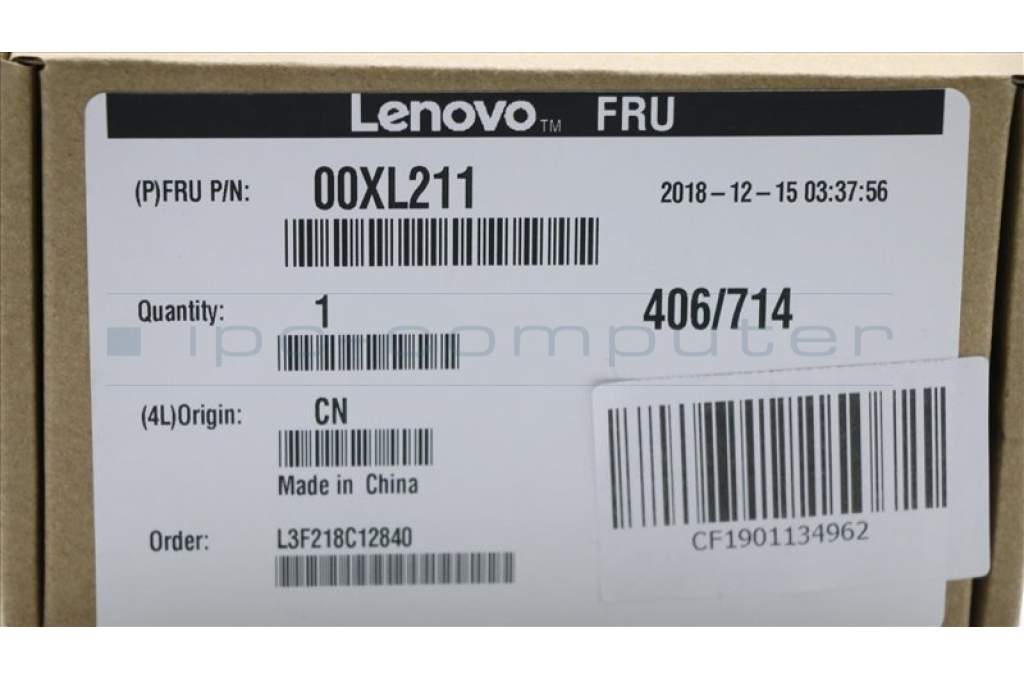 Lenovo™ FRU
(P)FRU P/N: 00XL211 2018-12-15 03:37:56
Quantity: 1 406/714
ipc-computer
(4L)Origin: CN
Made in China
Order: L3F218C12840
CF1901134962